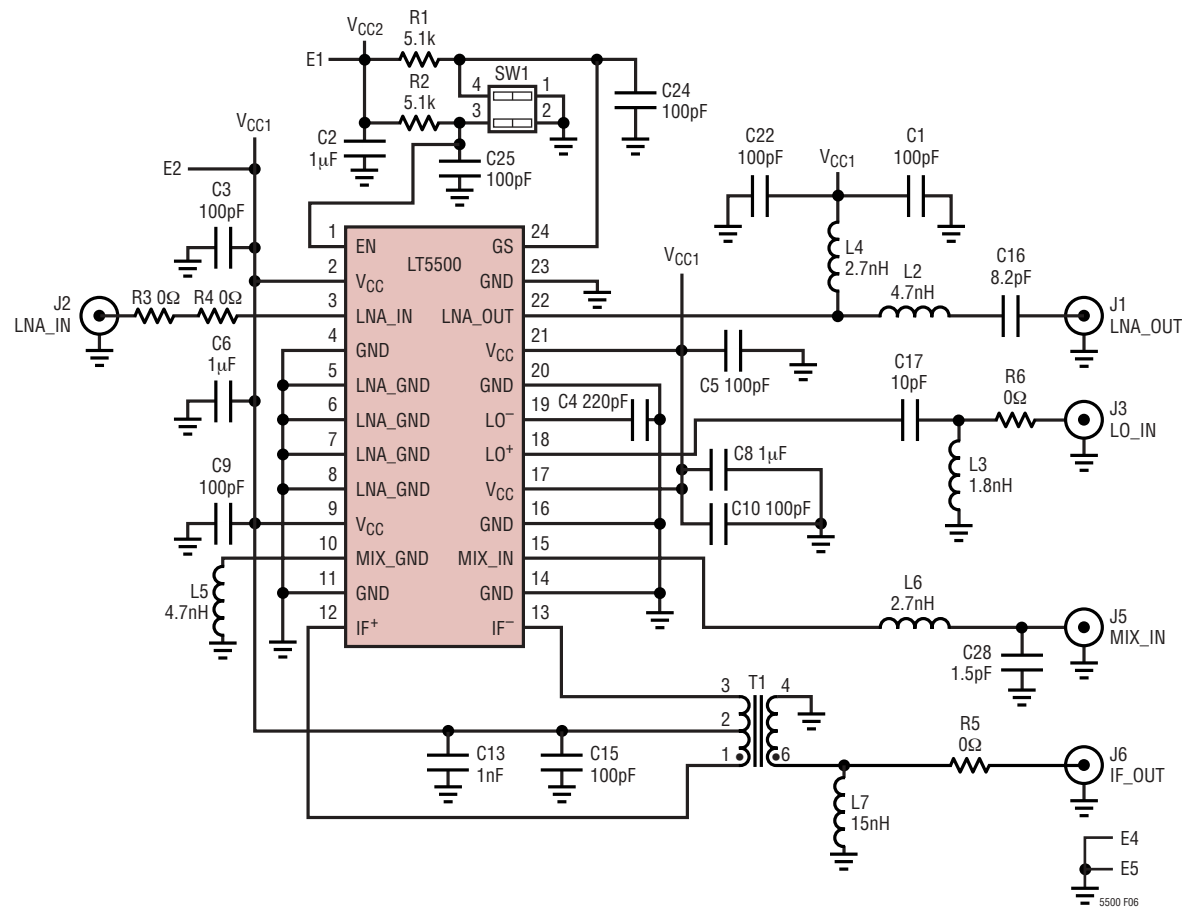 VCC2
R1
5.1k
E1
SW1
4
1
3
2
R2
5.1k
C24
100pF
C2
1µF
C25
100pF
VCC1
E2
C3
100pF
C22
100pF
VCC1
C1
100pF
L4
2.7nH
L2
4.7nH
C16
8.2pF
J1
LNA_OUT
J2
LNA_IN
R3 0Ω
R4 0Ω
C6
1µF
C9
100pF
L5
4.7nH
LT5500
1
EN
2
VCC
3
LNA_IN
4
GND
5
LNA_GND
6
LNA_GND
7
LNA_GND
8
LNA_GND
9
VCC
10
MIX_GND
11
GND
12
IF+
24
GS
23
GND
22
LNA_OUT
21
VCC
20
GND
19
LO−
18
LO+
17
VCC
16
GND
15
MIX_IN
14
GND
13
IF−
VCC1
C5 100pF
C4 220pF
C8 1µF
C10 100pF
C17
10pF
R6
0Ω
J3
LO_IN
L3
1.8nH
L6
2.7nH
J5
MIX_IN
C28
1.5pF
T1
3
4
2
1
6
C13
1nF
C15
100pF
R5
0Ω
J6
IF_OUT
L7
15nH
E4
E5
5500 F06